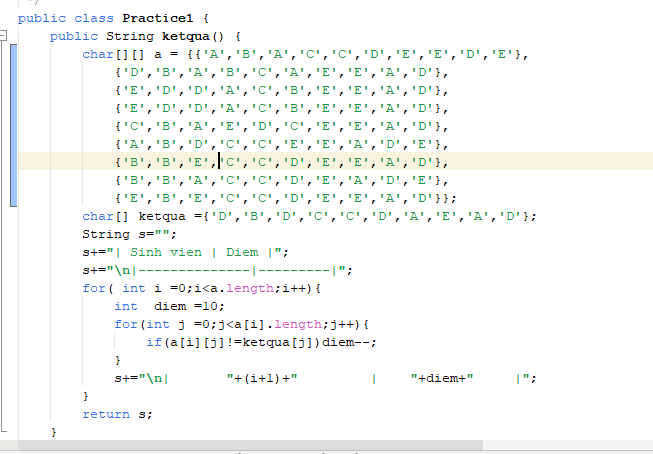 */
public class Practice1 {
public String ketqua() {
char[][] a = {{'A','B','A','C','C','D','E','E','D','E'},
{'D','B','A','B','C','A','E','E','A','D'},
{'E','D','D','A','C','B','E','E','A','D'},
{'E','D','D','A','C','B','E','E','A','D'},
{'C','B','A','E','D','C','E','E','A','D'},
{'A','B','D','C','C','E','E','A','D','E'},
{'B','B','E','C','C','D','E','E','A','D'},
{'B','B','A','C','C','D','E','A','D','E'},
{'E','B','E','C','C','D','E','E','A','D'}};
char[] ketqua ={'D','B','D','C','C','D','A','E','A','D'};
String s="";
s+="| Sinh vien | Diem |";
s+="\n|--------------|---------|";
for( int i =0;i<a.length;i++){
int  diem =10;
for(int j =0;j<a[i].length;j++){
if(a[i][j]!=ketqua[j])diem--;
}
s+="\n|       "+(i+1)+"         |    "+diem+"     |";
}
return s;
}